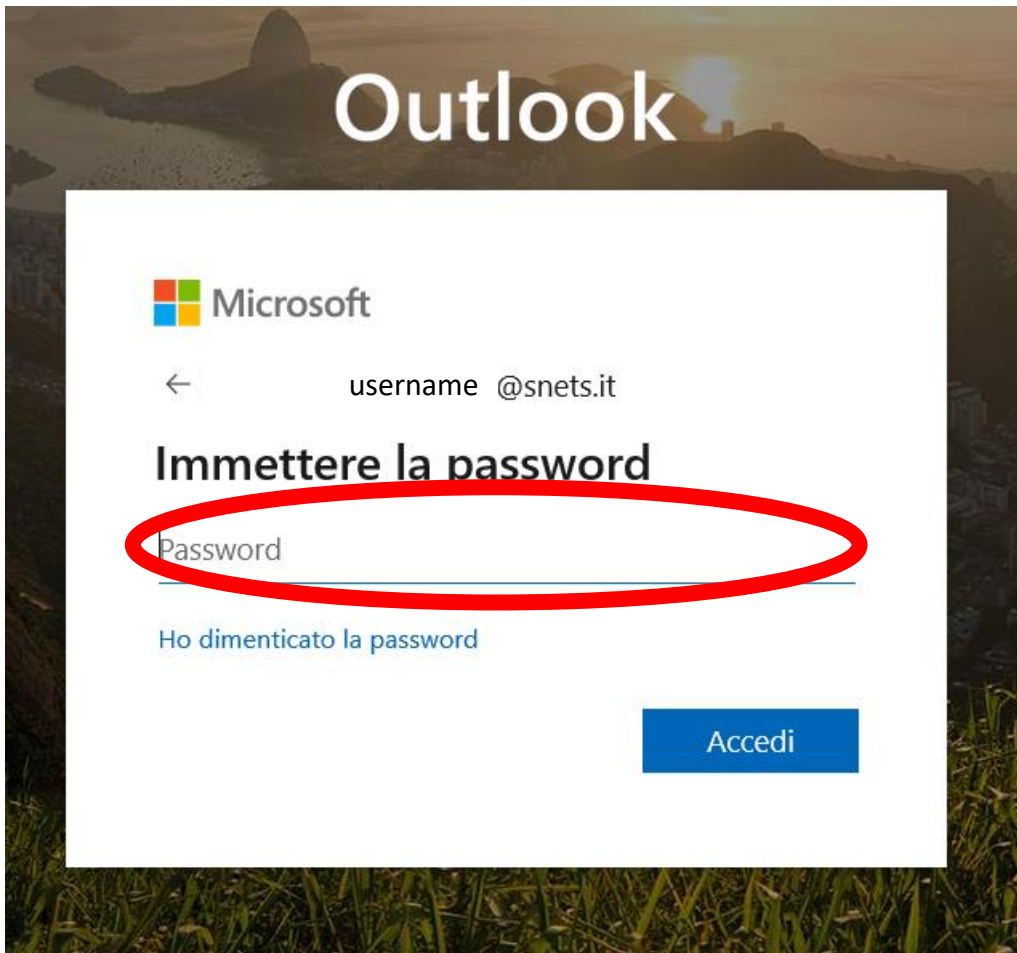 Outlook
Microsoft
username @snets.it
Immettere la password
Password
Ho dimenticato la password
Accedi